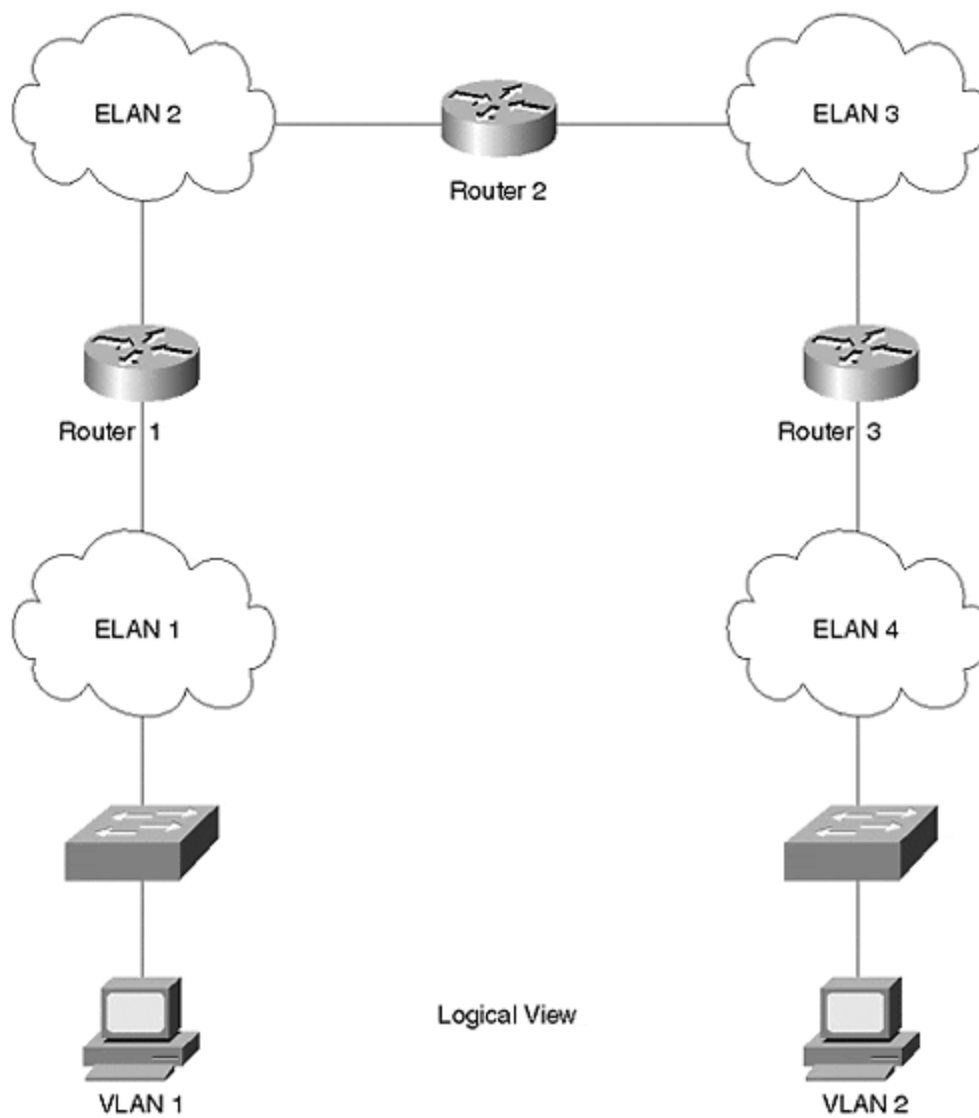 ELAN 2
ELAN 3
Router 2
Router 1
Router 3
ELAN 1
ELAN 4
Logical View
VLAN 1
VLAN 2